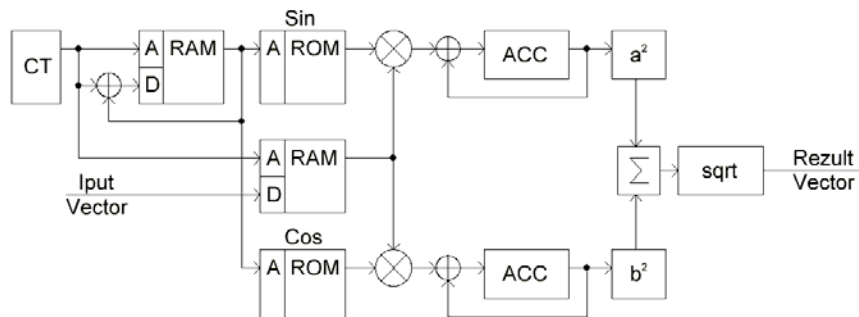 Sin
CT
A RAM
D
A ROM
ACC
a²
A RAM
D
Iput
Vector
Σ
sqrt
Rezult
Vector
Cos
A ROM
ACC
b²